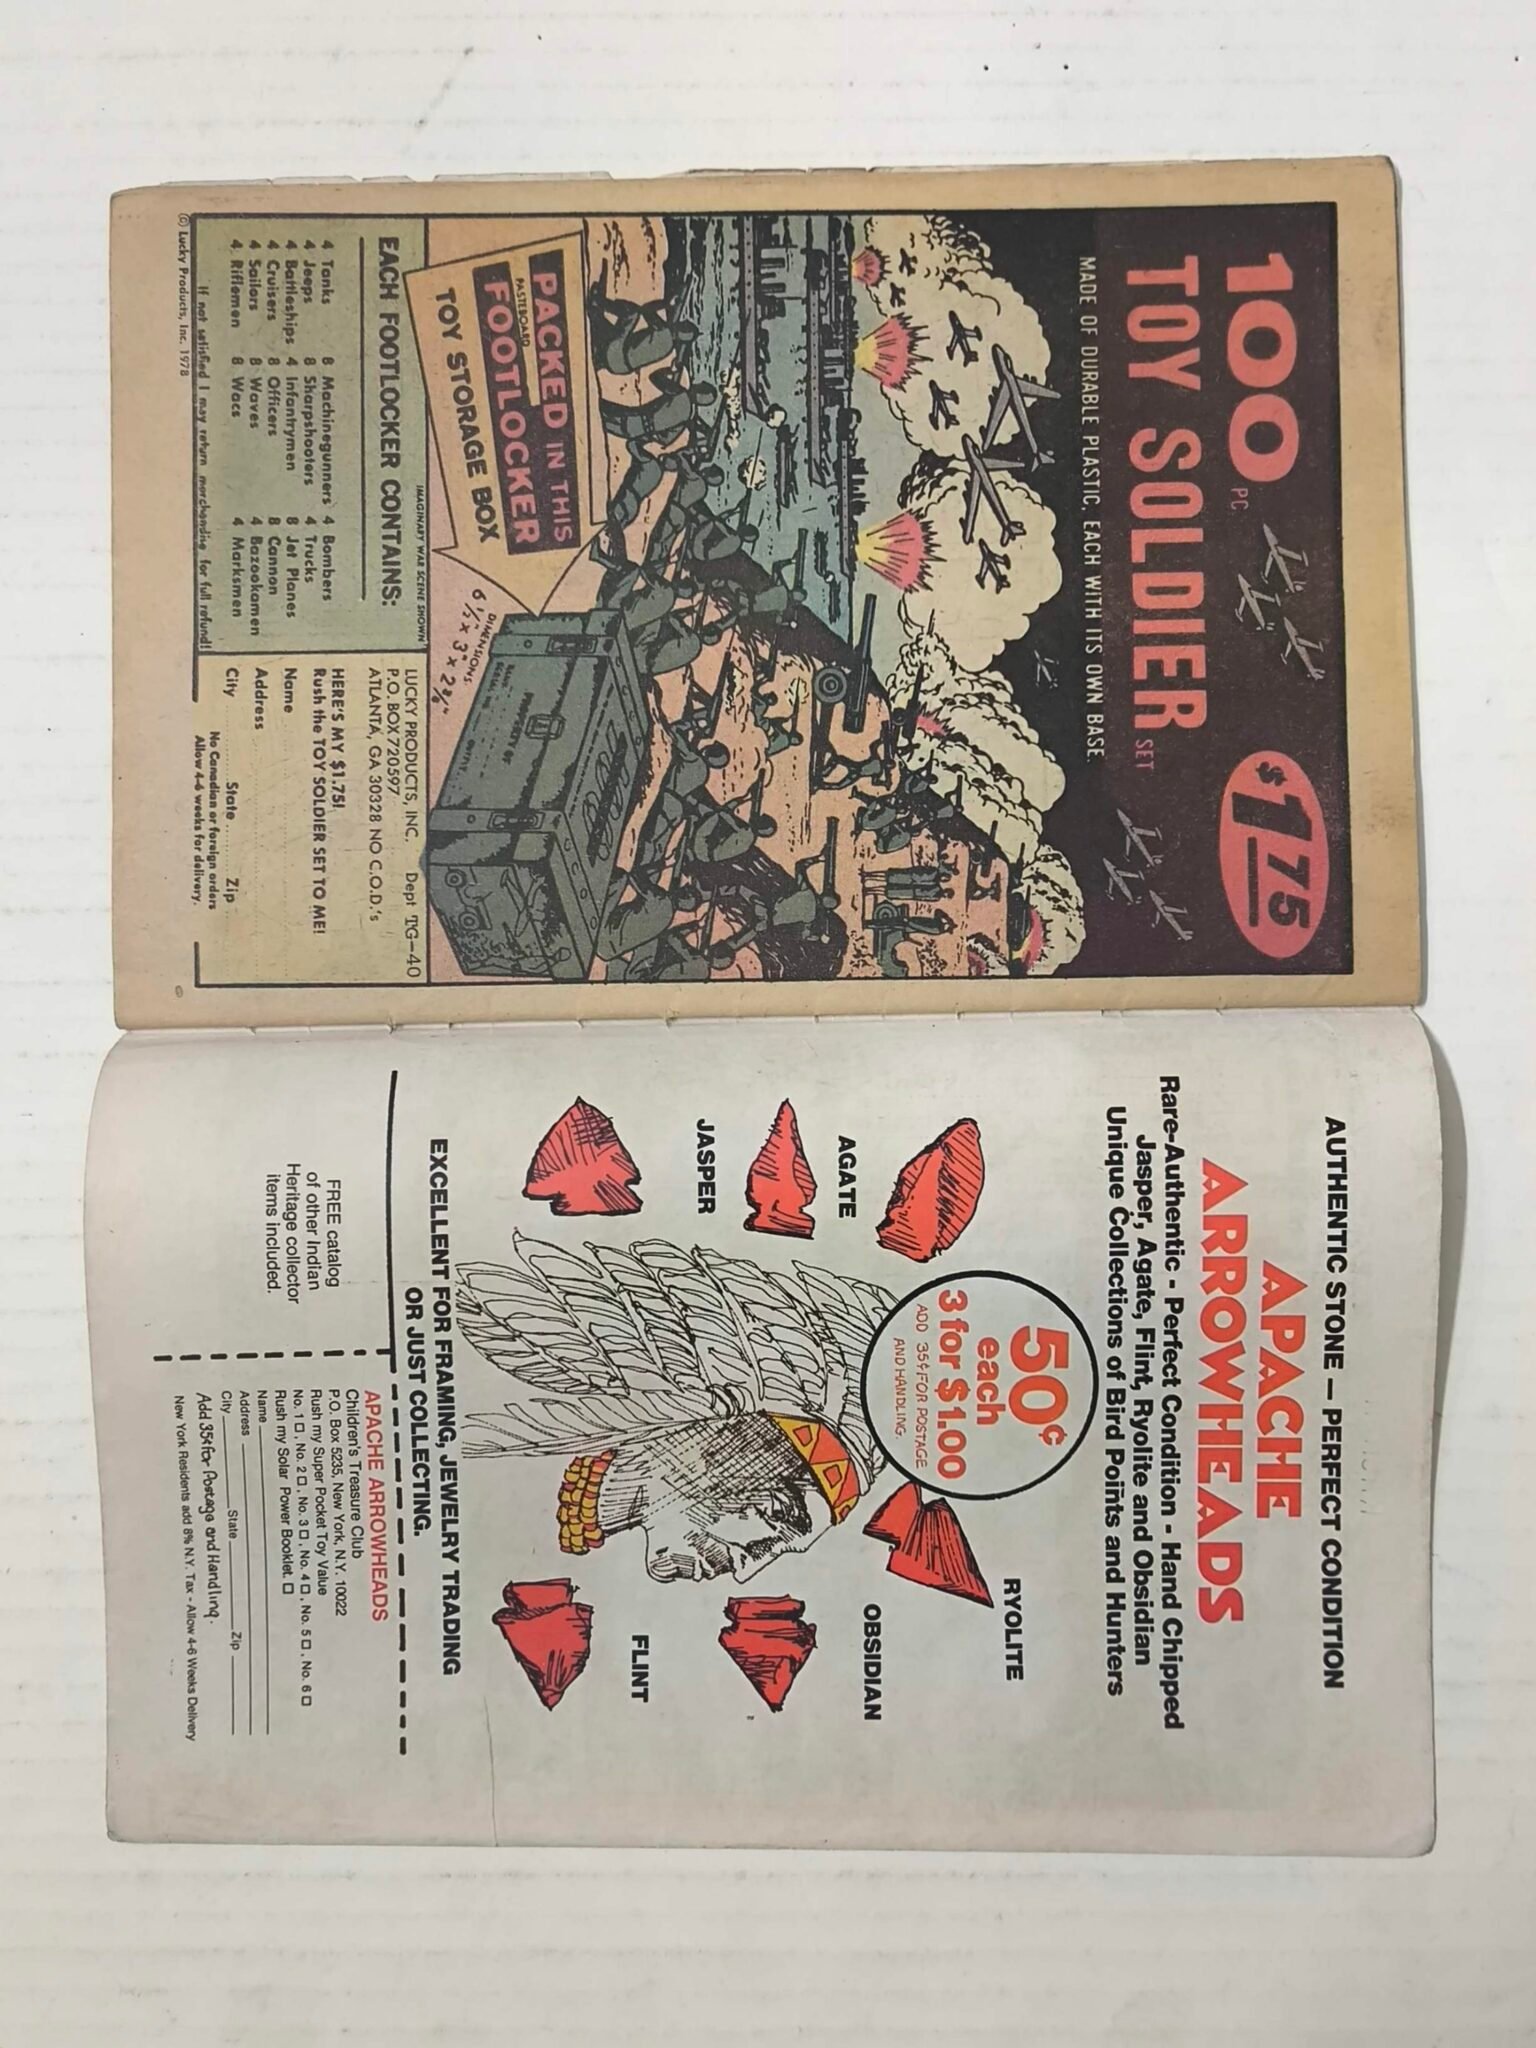 100 PC
TOY SOLDIER SET
$1.75
MADE OF DURABLE PLASTIC, EACH WITH ITS OWN BASE.
PACKED IN THIS
PASTEBOARD
FOOTLOCKER
TOY STORAGE BOX
IMAGINARY WAR SCENE SHOWN
DIMENSIONS:
EACH FOOTLOCKER CONTAINS:
4 Tanks 8 Machinegunners 4 Bombers
4 Jeeps 8 Sharpshooters 4 Trucks
4 Battleships 4 Infantrymen 8 Jet Planes
4 Cruisers 8 Officers 8 Cannon
4 Sailors 8 Waves 4 Bazookamen
4 Riflemen 8 Wacs 4 Marksmen
If not satisfied I may return merchandise for full refund!
© Lucky Products, Inc. 1978
LUCKY PRODUCTS, INC. Dept TG-40
P.O. BOX 720597
ATLANTA, GA 30328 NO C.O.D.'s
HERE'S MY $1.75!
Rush the TOY SOLDIER SET TO ME!
Name
Address
City State Zip
No Canadian or foreign orders
Allow 4-6 weeks for delivery.
AUTHENTIC STONE — PERFECT CONDITION
APACHE
ARROWHEADS
Rare-Authentic - Perfect Condition - Hand Chipped
Jasper, Agate, Flint, Ryolite and Obsidian
Unique Collections of Bird Points and Hunters
50¢
each
3 for $1.00
ADD 35¢ FOR POSTAGE
AND HANDLING.
RYOLITE
AGATE
OBSIDIAN
JASPER
FLINT
EXCELLENT FOR FRAMING, JEWELRY TRADING
OR JUST COLLECTING.
FREE catalog
of other Indian
Heritage collector
items included.
APACHE ARROWHEADS
Children's Treasure Club
P.O. Box 5235, New York, N.Y. 10022
Rush my Super Pocket Toy Value
No. 1 □, No. 2 □, No. 3 □, No. 4 □, No. 5 □, No. 6 □
Rush my Solar Power Booklet. □
Name
Address
City State Zip
Add 35¢ for Postage and Handling.
New York Residents add 8% N.Y. Tax - Allow 4-6 Weeks Delivery